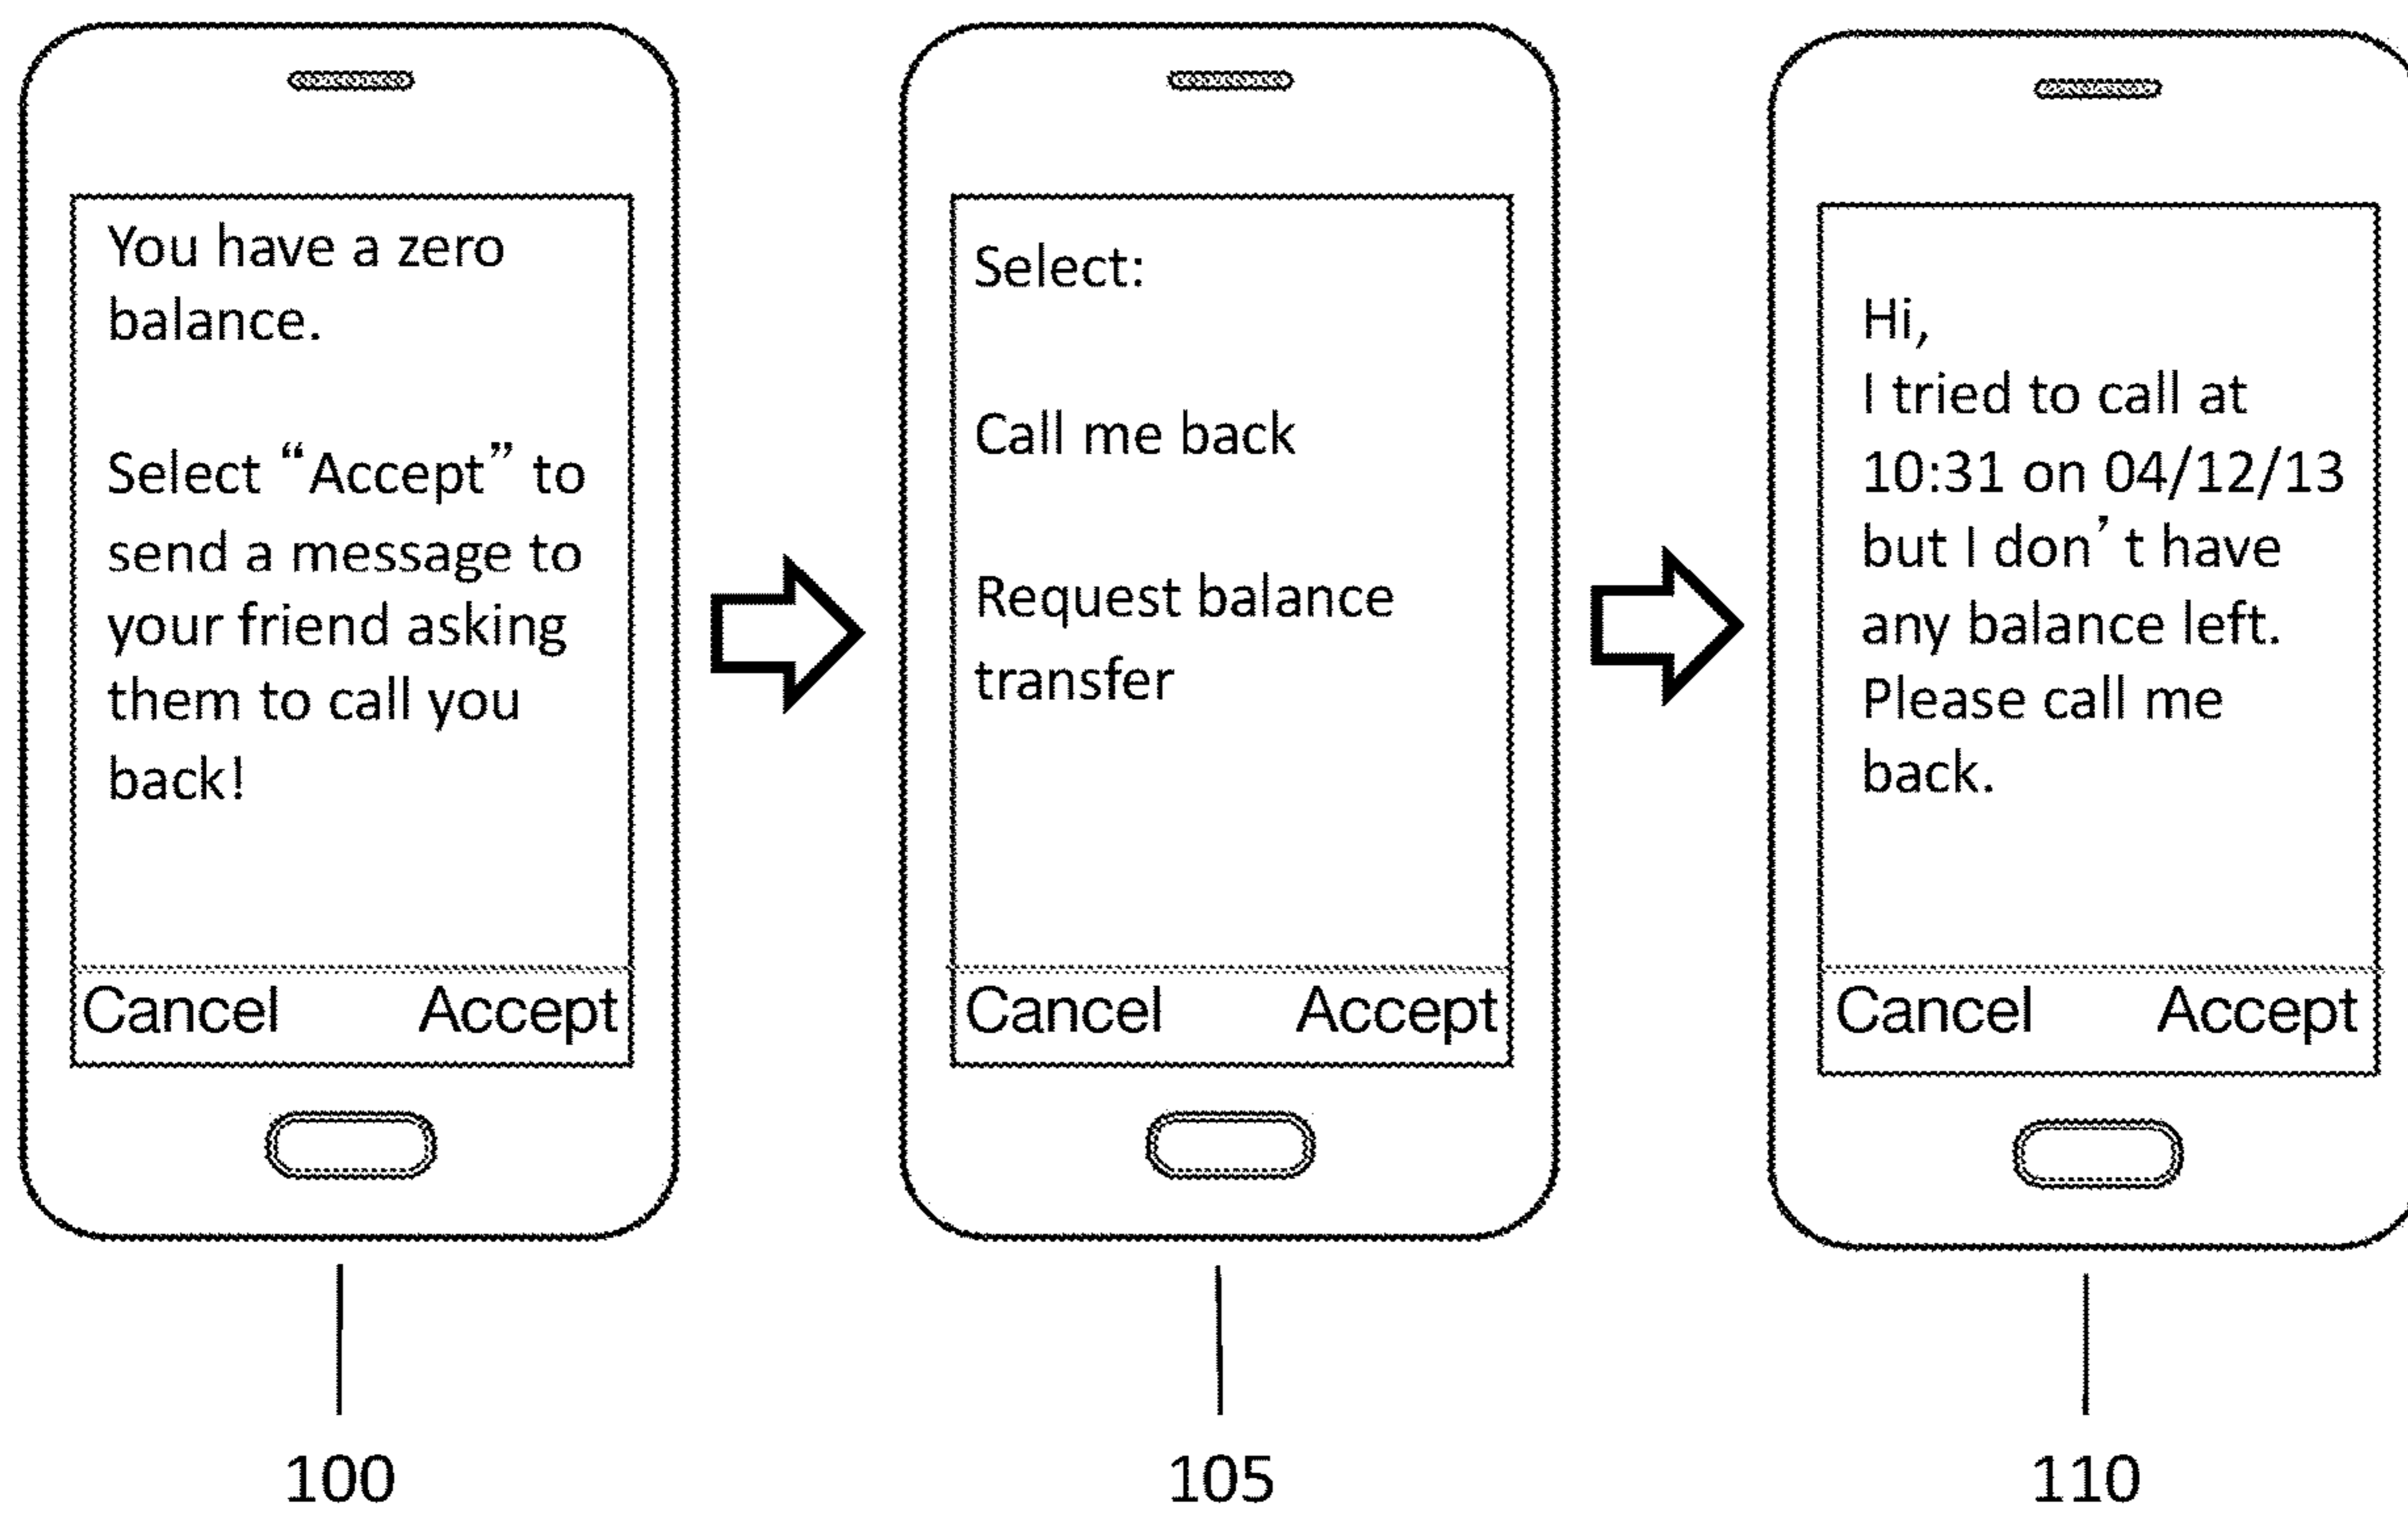 You have a zero
balance.
Select “Accept” to
send a message to
your friend asking
them to call you
back!
Cancel Accept
100
Select:
Call me back
Request balance
transfer
Cancel Accept
105
Hi,
I tried to call at
10:31 on 04/12/13
but I don’t have
any balance left.
Please call me
back.
Cancel Accept
110